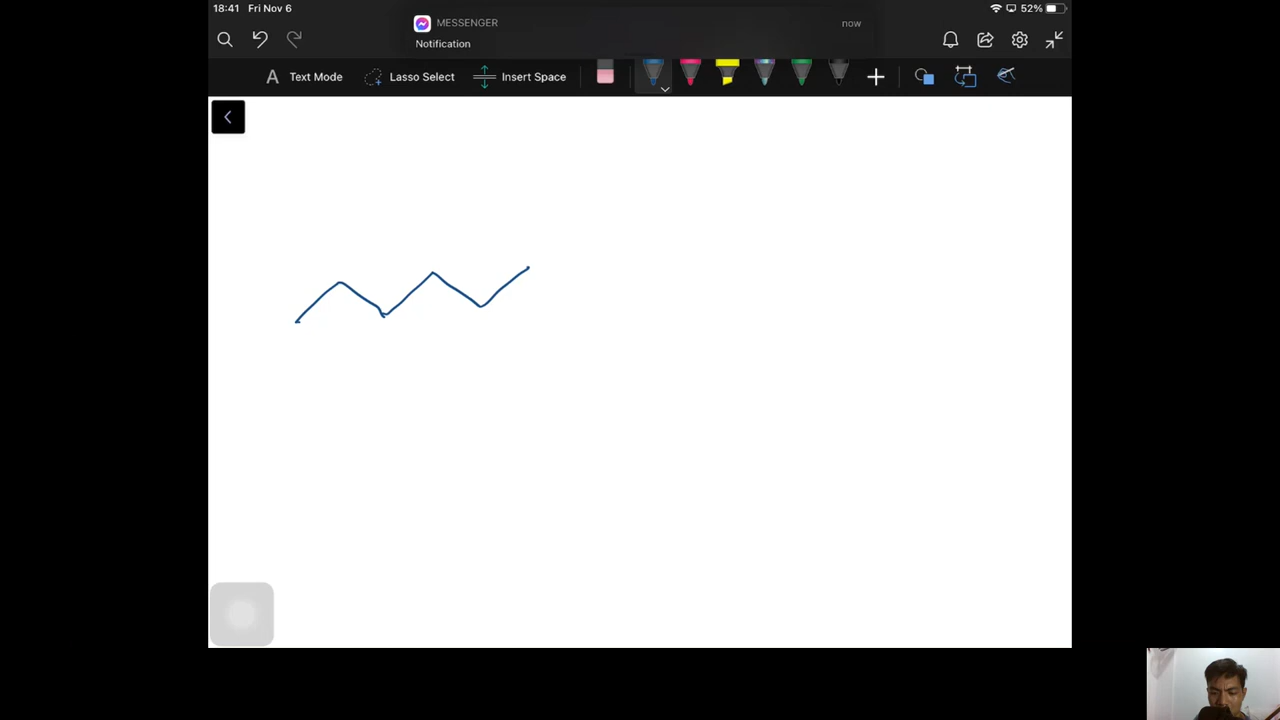 18:41 Fri Nov 6 52%
MESSENGER now
Notification
A Text Mode Lasso Select Insert Space